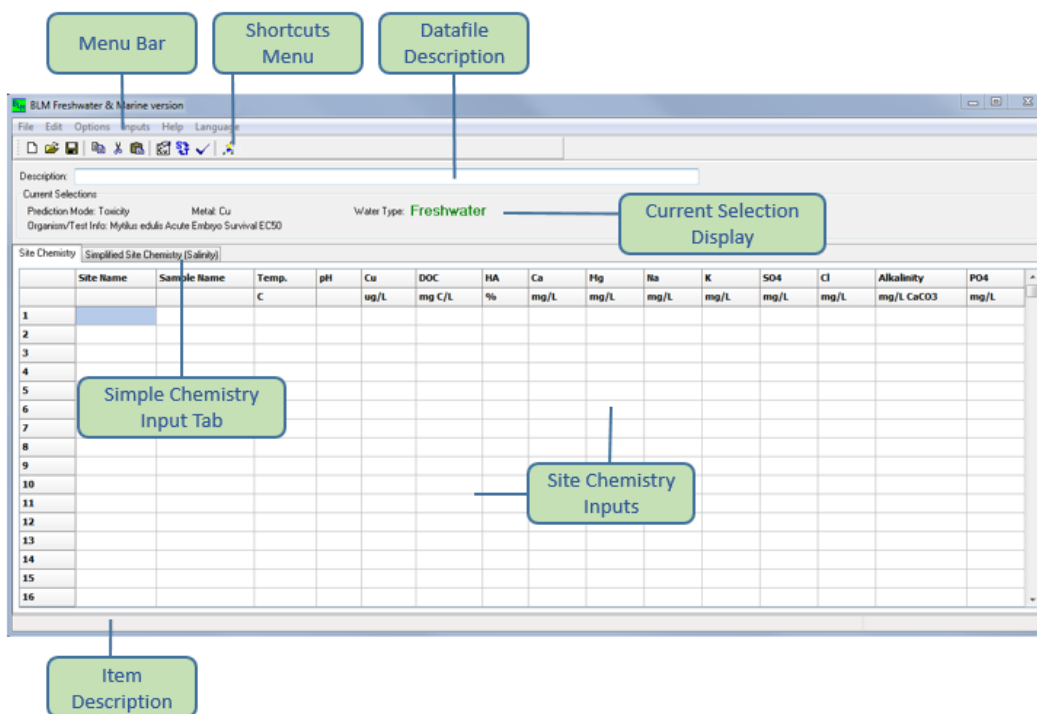 Menu Bar
Shortcuts
Menu
Datafile
Description
BLM Freshwater & Marine version
File Edit Options Inputs Help Language
Description:
Current Selections
Prediction Mode: Toxicity Metal: Cu Water Type: Freshwater
Organism/Test Info: Mytilus edulis Acute Embryo Survival EC50
Current Selection
Display
Site Chemistry Simplified Site Chemistry (Salinity)
Site Name Sample Name Temp. pH Cu DOC HA Ca Mg Na K SO4 Cl Alkalinity PO4
C ug/L mg C/L % mg/L mg/L mg/L mg/L mg/L mg/L mg/L CaCO3 mg/L
1
2
3
4
5
6
7
8
9
10
11
12
13
14
15
16
Simple Chemistry
Input Tab
Site Chemistry
Inputs
Item
Description